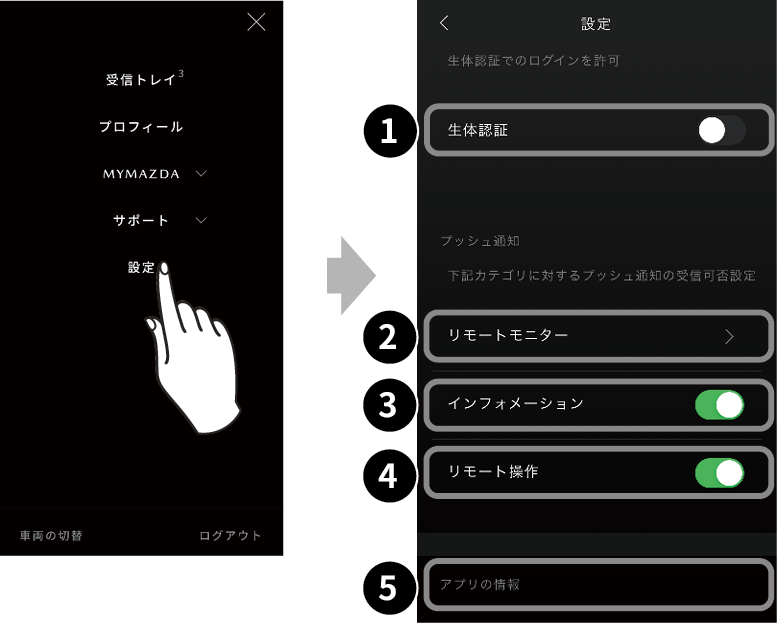 受信トレイ3
プロフィール
MYMAZDA
サポート
設定
車両の切替
ログアウト
設定
生体認証でのログインを許可
1
生体認証
プッシュ通知
下記カテゴリに対するプッシュ通知の受信可否設定
2
リモートモニター
3
インフォメーション
4
リモート操作
5
アプリの情報